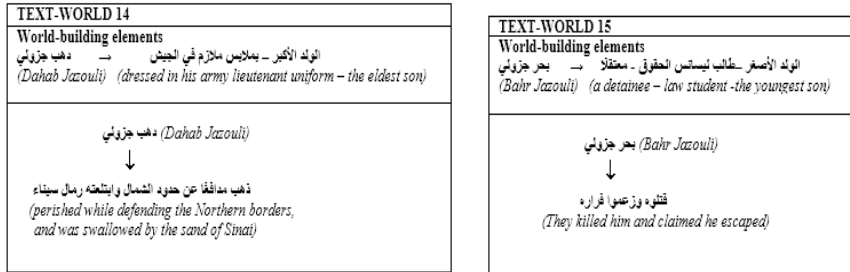 TEXT-WORLD 14
World-building elements
دهب جزولي → الولد الأكبر – بملابس ملازم في الجيش
(Dahab Jazouli) (dressed in his army lieutenant uniform – the eldest son)
دهب جزولي (Dahab Jazouli)
↓
ذهب مدافعًا عن حدود الشمال وابتلعته رمال سيناء
(perished while defending the Northern borders,
and was swallowed by the sand of Sinai)
TEXT-WORLD 15
World-building elements
بحر جزولي → الولد الأصغر –طالب ليسانس الحقوق - معتقلًا
(Bahr Jazouli) (a detainee – law student -the youngest son)
بحر جزولي (Bahr Jazouli)
↓
قتلوه وزعموا فراره
(They killed him and claimed he escaped)